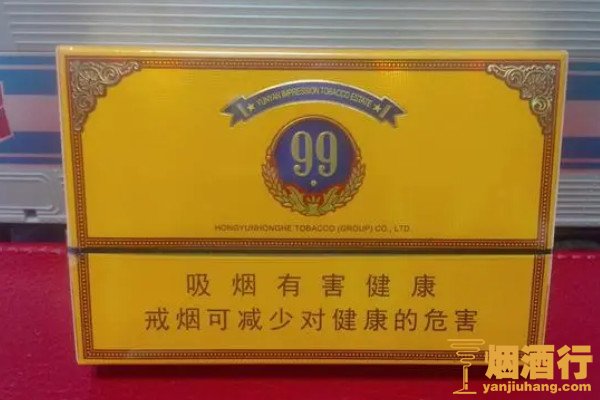 YUNYAN IMPRESSION TOBACCO ESTATE
99
HONGYUNHONGHE TOBACCO (GROUP) CO., LTD.
吸烟有害健康
戒烟可减少对健康的危害
烟酒行
yanjiuhang.com